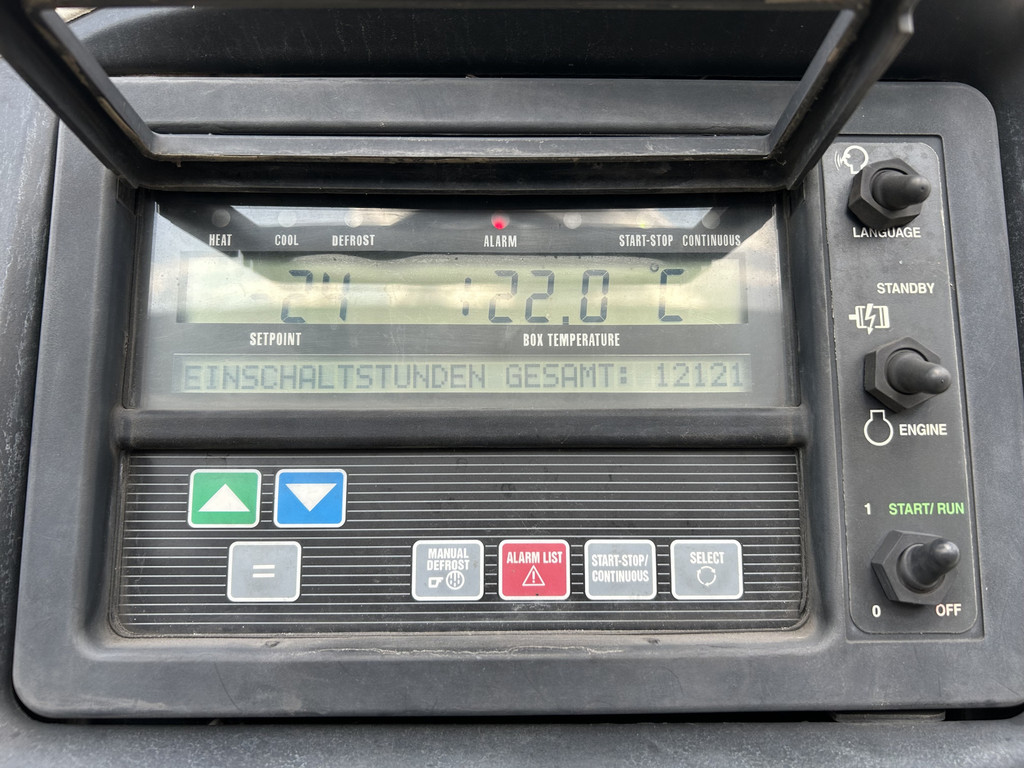 HEAT COOL DEFROST ALARM START-STOP CONTINUOUS
24 22.0 C
SETPOINT BOX TEMPERATURE
EINSCHALTSTUNDEN GESAMT: 12121
MANUAL DEFROST
ALARM LIST
START-STOP/
CONTINUOUS
SELECT
=
LANGUAGE
STANDBY
ENGINE
1 START/RUN
0 OFF